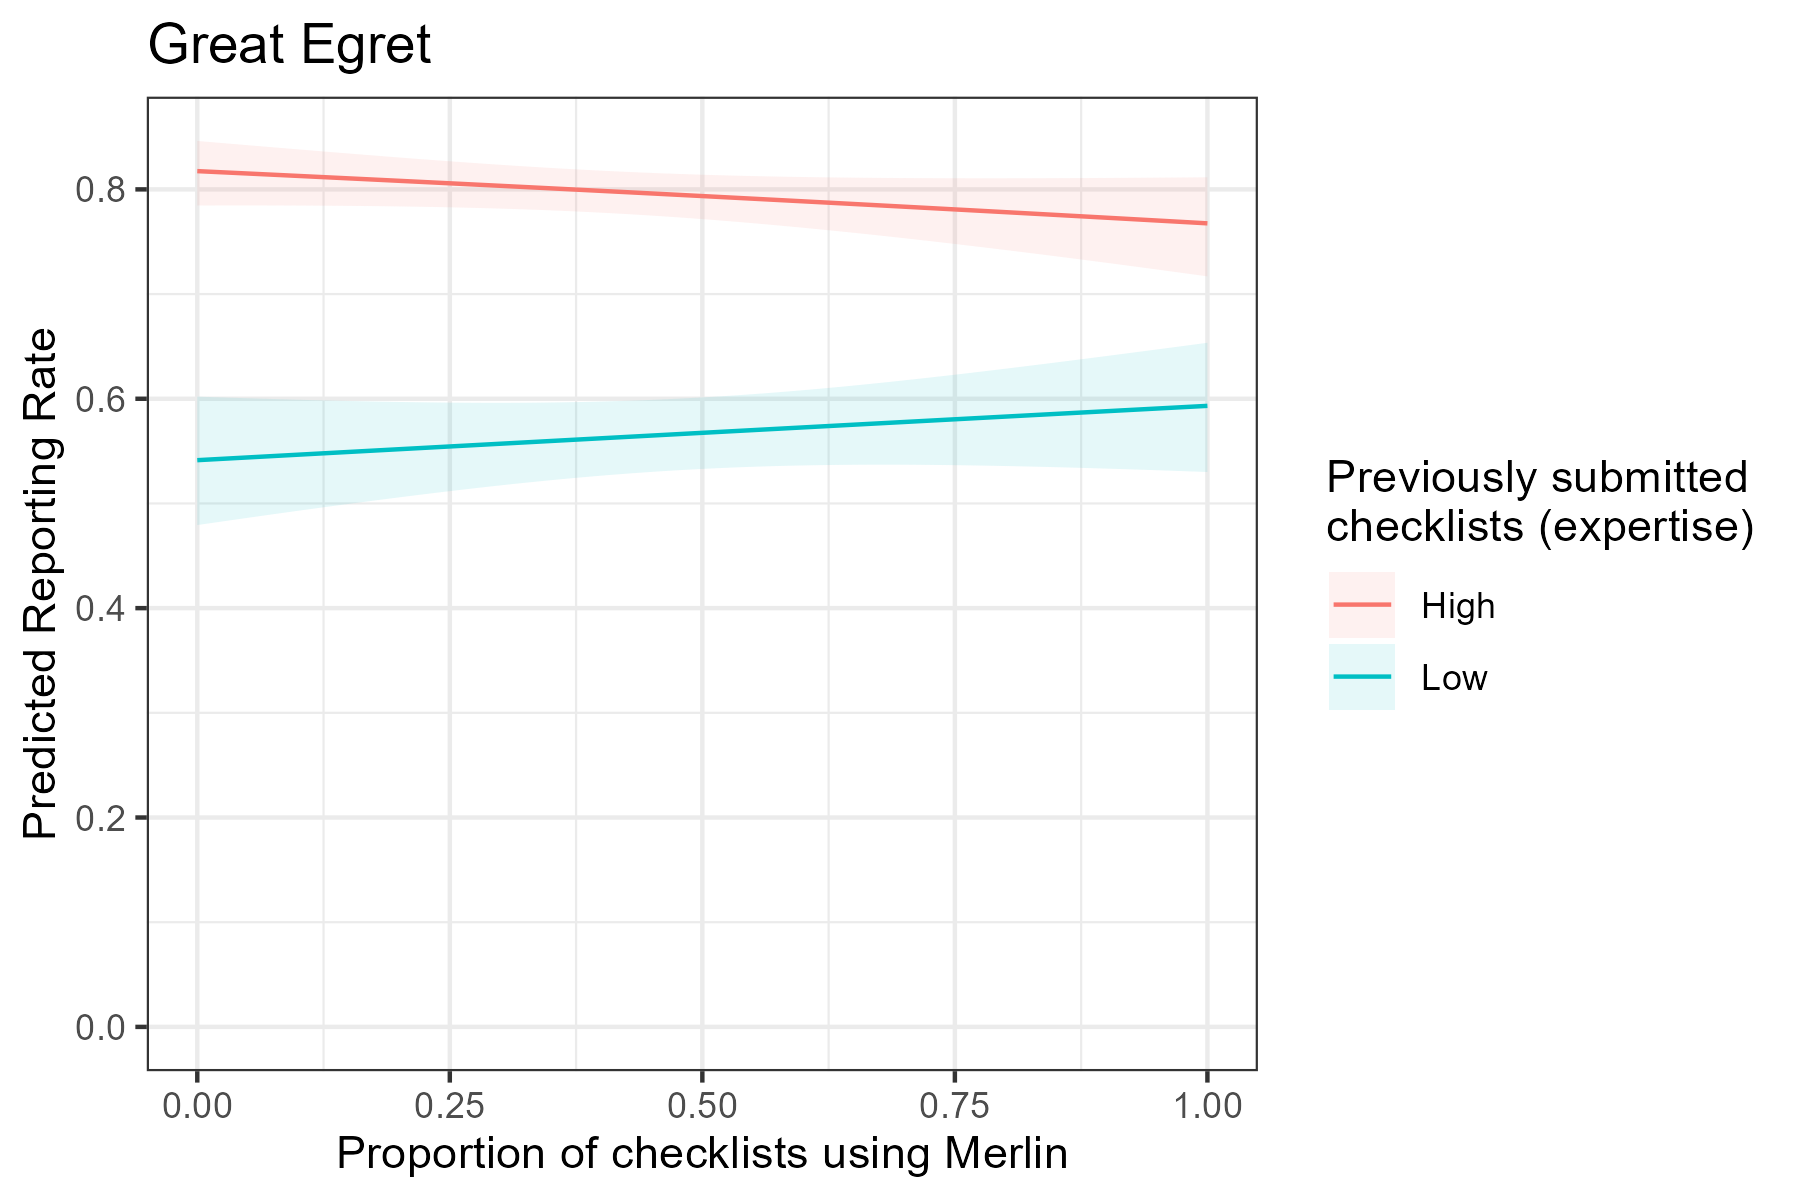 Great Egret
Predicted Reporting Rate
0.8
0.6
0.4
0.2
0.0
0.00 0.25 0.50 0.75 1.00
Proportion of checklists using Merlin
Previously submitted
checklists (expertise)
High
Low